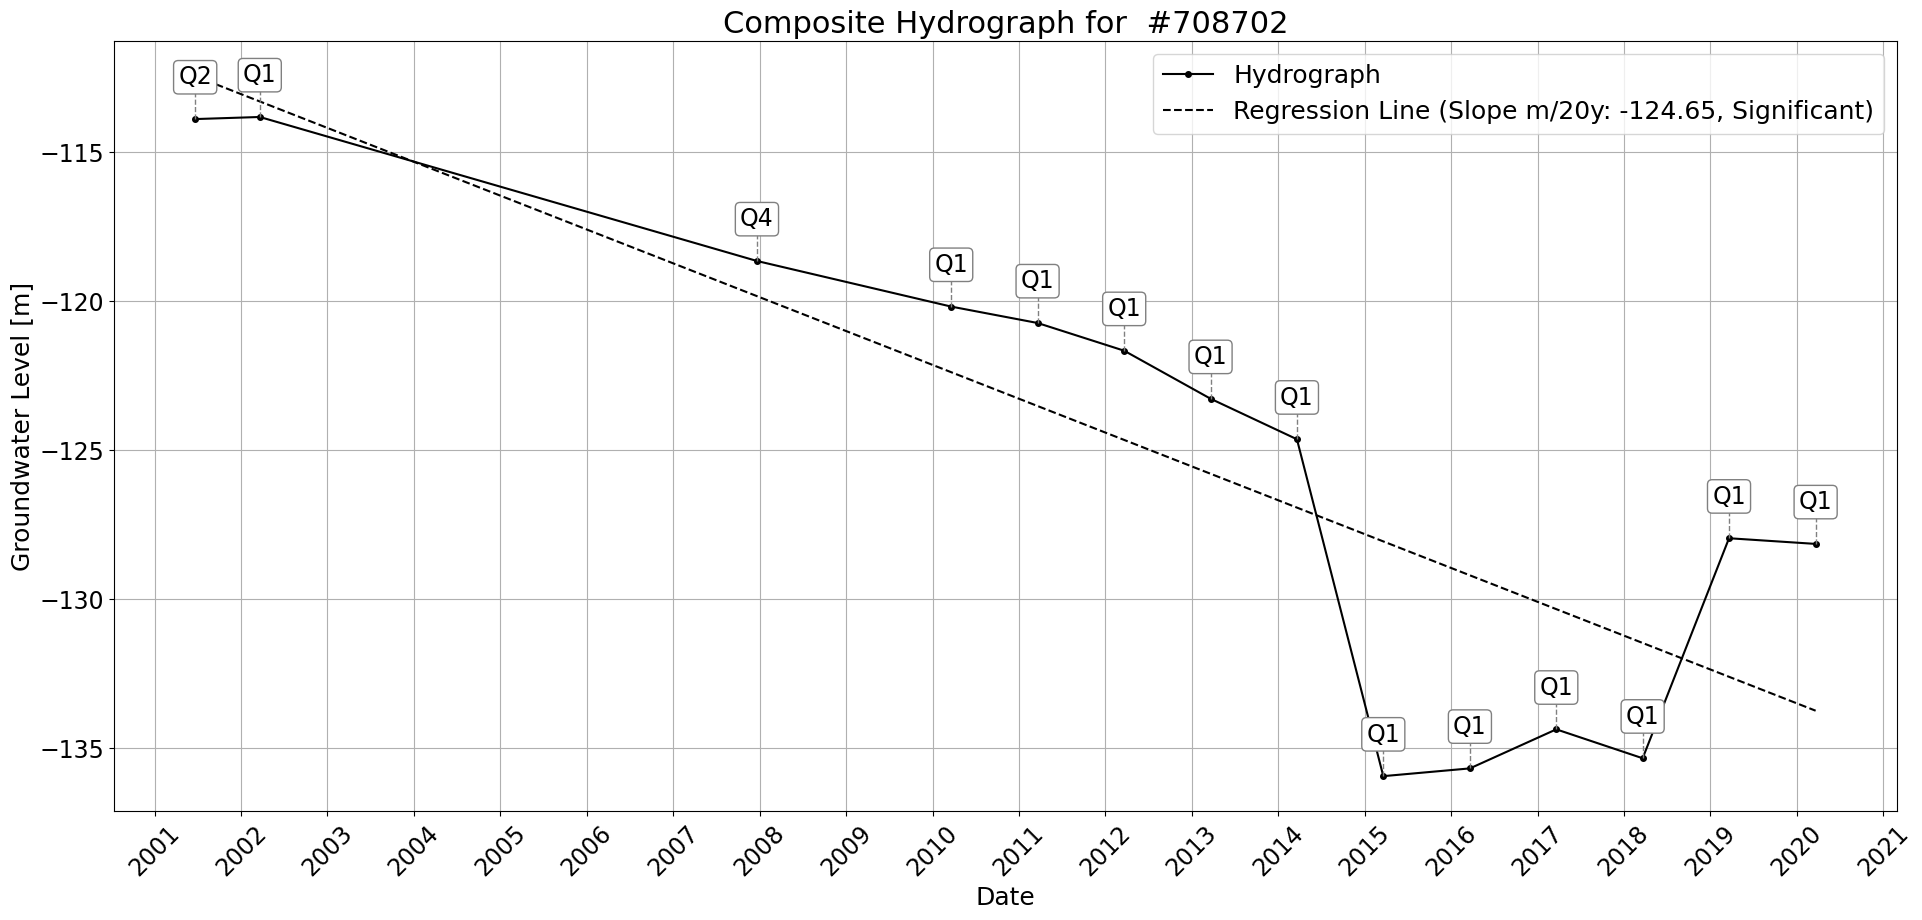 Composite Hydrograph for  #708702
Hydrograph
Regression Line (Slope m/20y: -124.65, Significant)
Q2
Q1
Q4
Q1
Q1
Q1
Q1
Q1
Q1
Q1
Q1
Q1
Q1
Q1
Groundwater Level [m]
−115
−120
−125
−130
−135
2001
2002
2003
2004
2005
2006
2007
2008
2009
2010
2011
2012
2013
2014
2015
2016
2017
2018
2019
2020
2021
Date